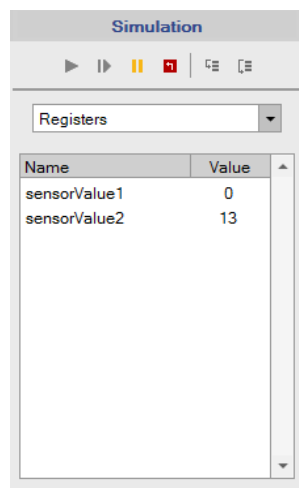 Simulation
Registers
Name Value
sensorValue1 0
sensorValue2 13